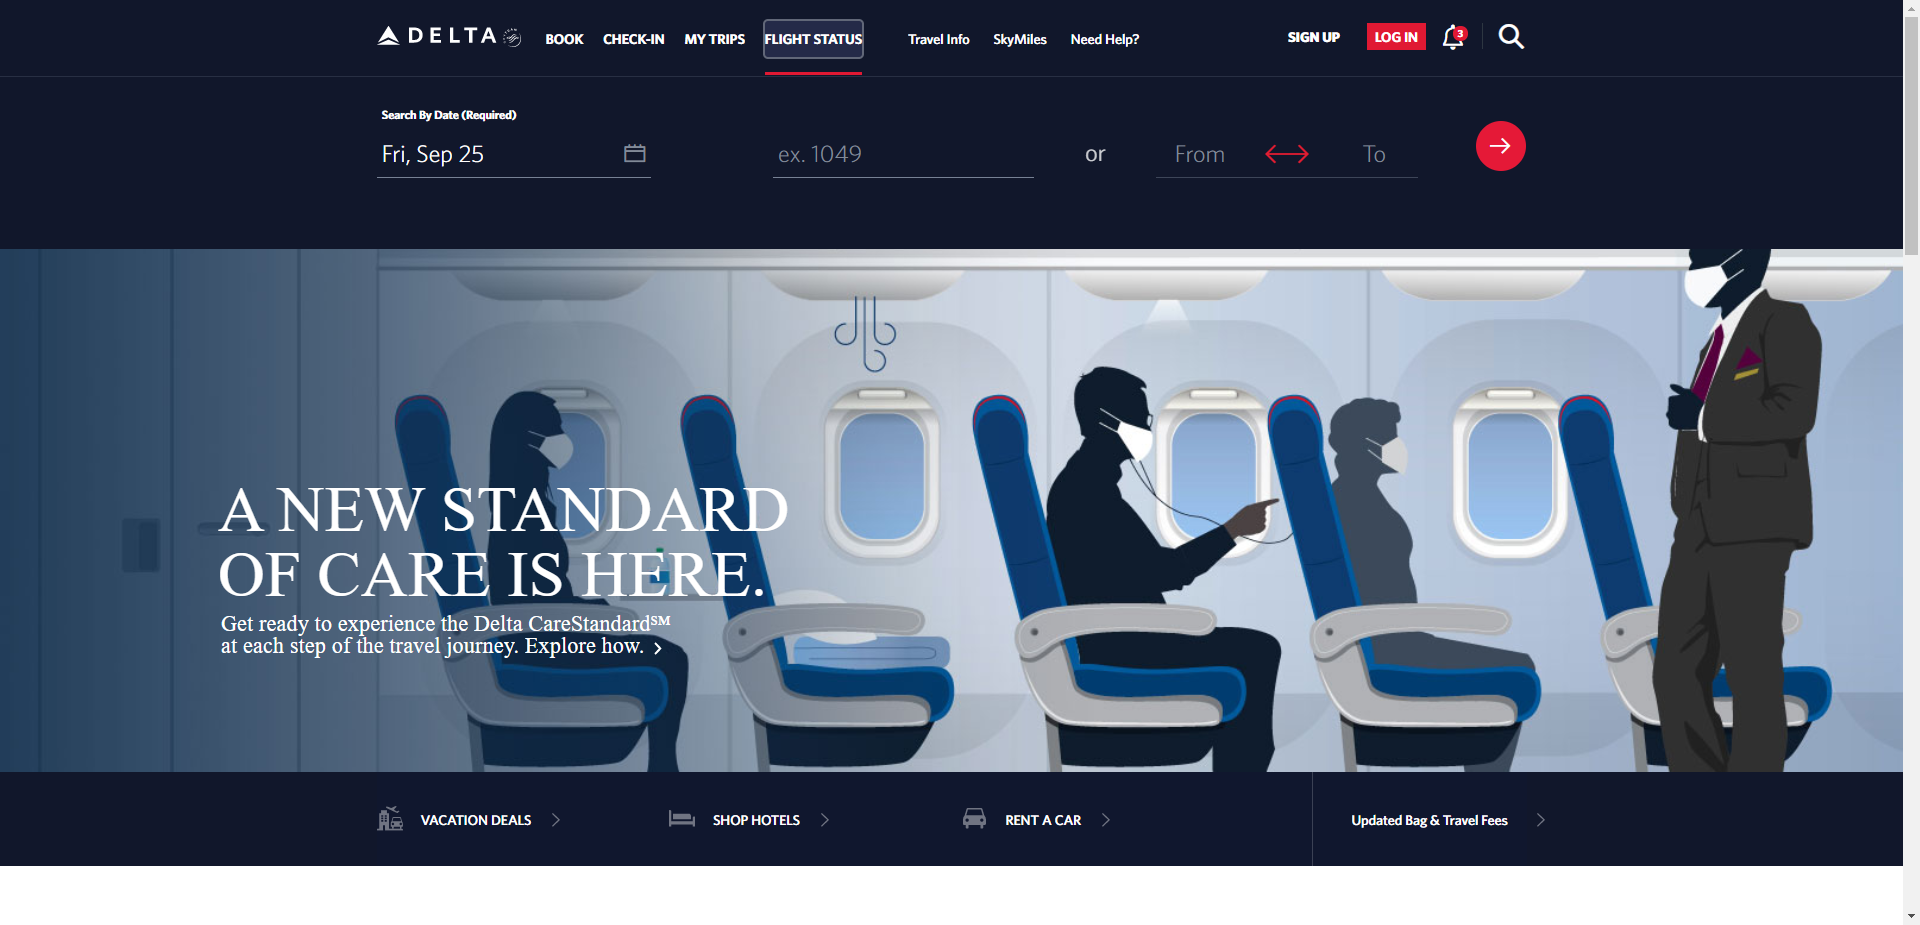 DELTA
BOOK
CHECK-IN
MY TRIPS
FLIGHT STATUS
Travel Info
SkyMiles
Need Help?
SIGN UP
LOG IN
3
Search By Date (Required)
Fri, Sep 25
ex. 1049
or
From
To
A NEW STANDARD
OF CARE IS HERE.
Get ready to experience the Delta CareStandard℠
at each step of the travel journey. Explore how.
VACATION DEALS
SHOP HOTELS
RENT A CAR
Updated Bag & Travel Fees